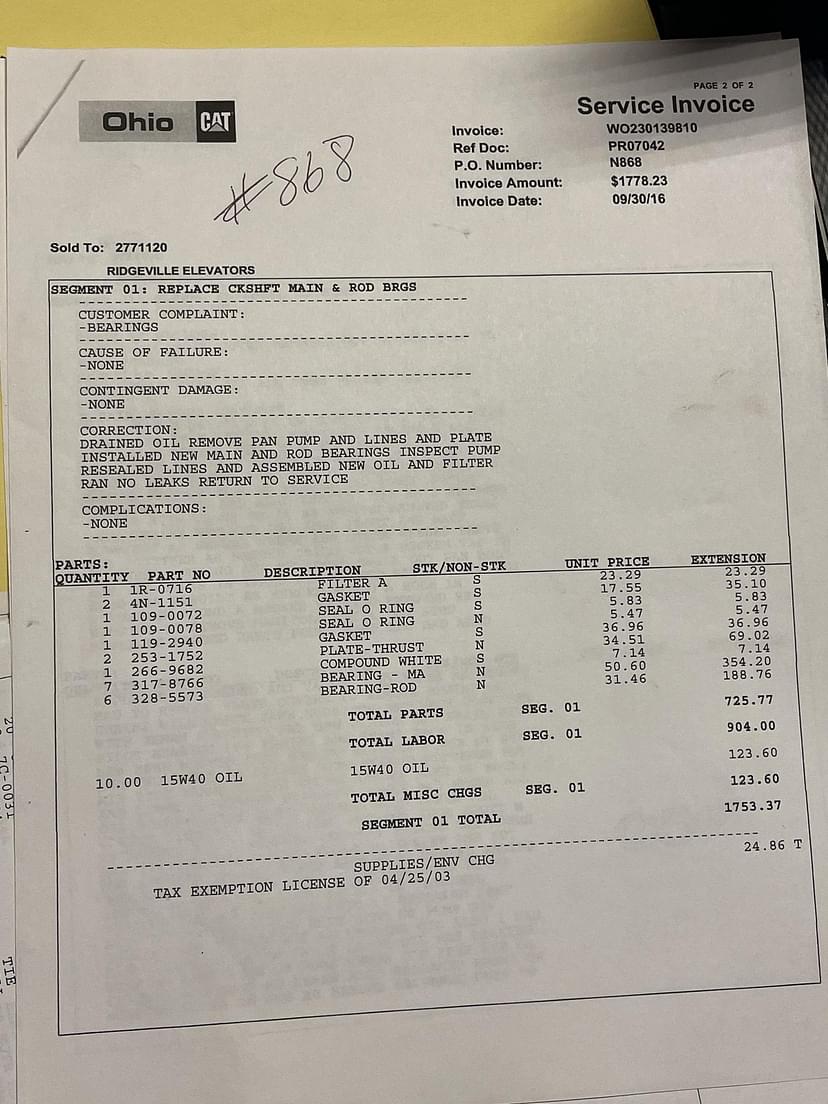 PAGE 2 OF 2
Ohio CAT
Service Invoice
#868
Invoice: WO230139810
Ref Doc: PR07042
P.O. Number: N868
Invoice Amount: $1778.23
Invoice Date: 09/30/16
Sold To: 2771120
RIDGEVILLE ELEVATORS
SEGMENT 01: REPLACE CKSHFT MAIN & ROD BRGS
CUSTOMER COMPLAINT:
-BEARINGS
CAUSE OF FAILURE:
-NONE
CONTINGENT DAMAGE:
-NONE
CORRECTION:
DRAINED OIL REMOVE PAN PUMP AND LINES AND PLATE
INSTALLED NEW MAIN AND ROD BEARINGS INSPECT PUMP
RESEALED LINES AND ASSEMBLED NEW OIL AND FILTER
RAN NO LEAKS RETURN TO SERVICE
COMPLICATIONS:
-NONE
PARTS:
QUANTITY PART NO DESCRIPTION STK/NON-STK UNIT PRICE EXTENSION
1 1R-0716 FILTER A S 23.29 23.29
2 4N-1151 GASKET S 17.55 35.10
1 109-0072 SEAL O RING S 5.83 5.83
1 109-0078 SEAL O RING N 5.47 5.47
1 119-2940 GASKET S 36.96 36.96
2 253-1752 PLATE-THRUST N 34.51 69.02
1 266-9682 COMPOUND WHITE S 7.14 7.14
7 317-8766 BEARING - MA N 50.60 354.20
6 328-5573 BEARING-ROD N 31.46 188.76
TOTAL PARTS SEG. 01 725.77
TOTAL LABOR SEG. 01 904.00
10.00 15W40 OIL 15W40 OIL 123.60
TOTAL MISC CHGS SEG. 01 123.60
SEGMENT 01 TOTAL 1753.37
SUPPLIES/ENV CHG 24.86 T
TAX EXEMPTION LICENSE OF 04/25/03
20
7C-0031
TIE